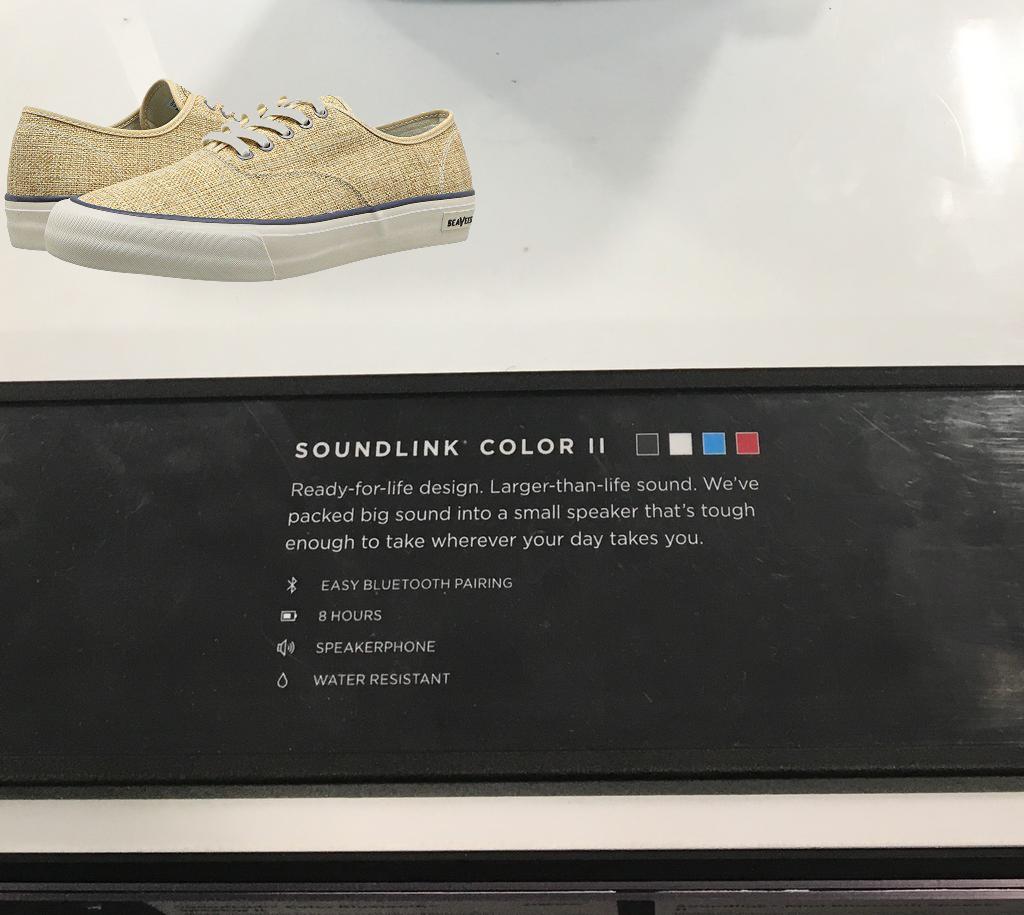 SEAVEES
SOUNDLINK® COLOR II
Ready-for-life design. Larger-than-life sound. We've
packed big sound into a small speaker that's tough
enough to take wherever your day takes you.
EASY BLUETOOTH PAIRING
8 HOURS
SPEAKERPHONE
WATER RESISTANT